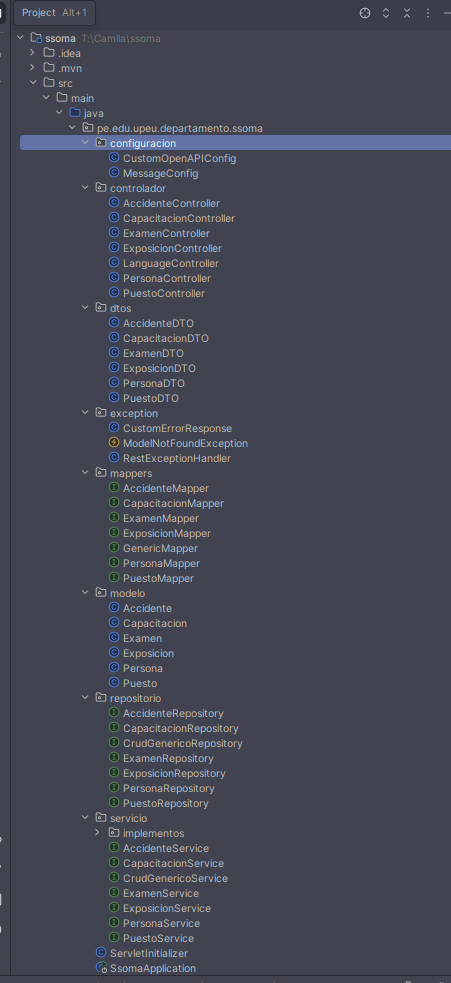 Project Alt+1
ssoma T:\Camila\ssoma
.idea
.mvn
src
main
java
pe.edu.upeu.departamento.ssoma
configuracion
CustomOpenAPIConfig
MessageConfig
controlador
AccidenteController
CapacitacionController
ExamenController
ExposicionController
LanguageController
PersonaController
PuestoController
dtos
AccidenteDTO
CapacitacionDTO
ExamenDTO
ExposicionDTO
PersonaDTO
PuestoDTO
exception
CustomErrorResponse
ModelNotFoundException
RestExceptionHandler
mappers
AccidenteMapper
CapacitacionMapper
ExamenMapper
ExposicionMapper
GenericMapper
PersonaMapper
PuestoMapper
modelo
Accidente
Capacitacion
Examen
Exposicion
Persona
Puesto
repositorio
AccidenteRepository
CapacitacionRepository
CrudGenericoRepository
ExamenRepository
ExposicionRepository
PersonaRepository
PuestoRepository
servicio
implementos
AccidenteService
CapacitacionService
CrudGenericoService
ExamenService
ExposicionService
PersonaService
PuestoService
ServletInitializer
SsomaApplication